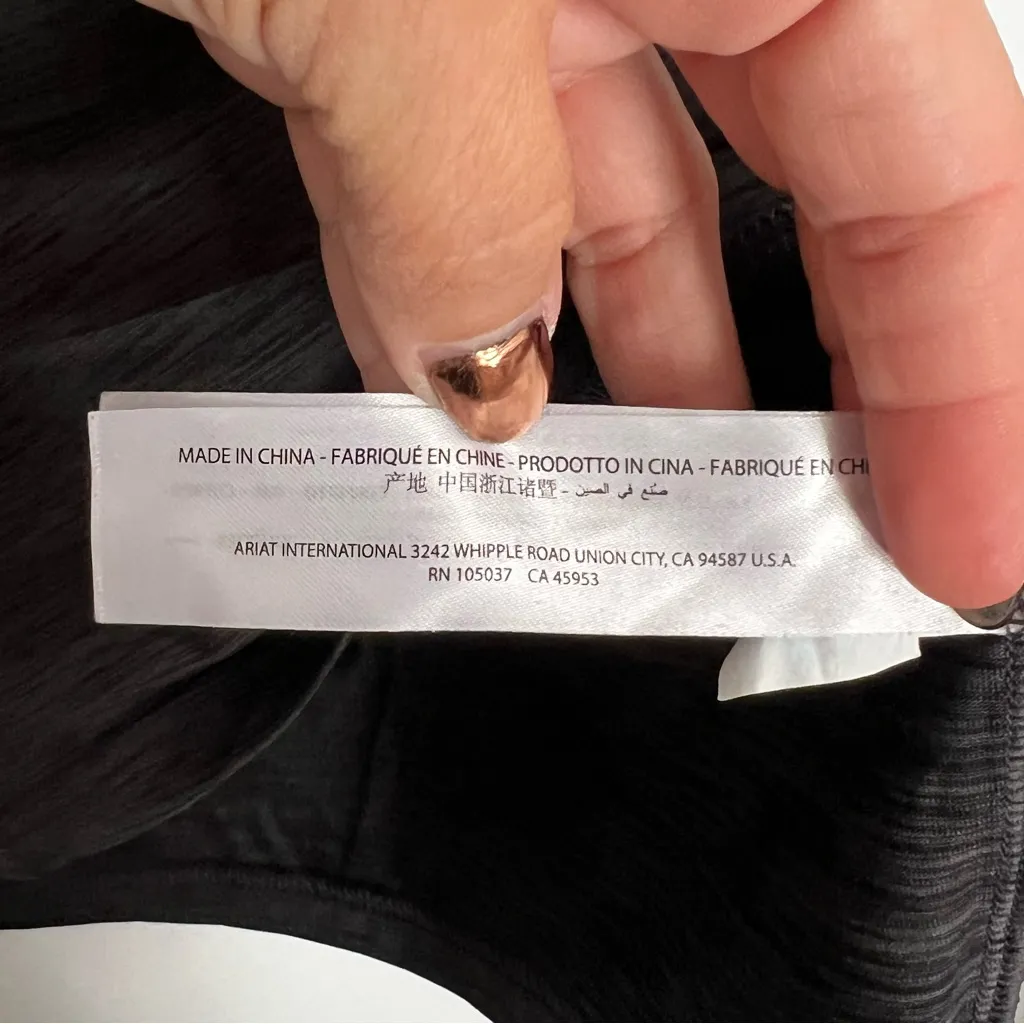 MADE IN CHINA - FABRIQUÉ EN CHINE - PRODOTTO IN CINA - FABRIQUÉ EN
产地 中国浙江诸暨 - صنع في الصين
ARIAT INTERNATIONAL 3242 WHIPPLE ROAD UNION CITY, CA 94587 U.S.A.
RN 105037 CA 45953